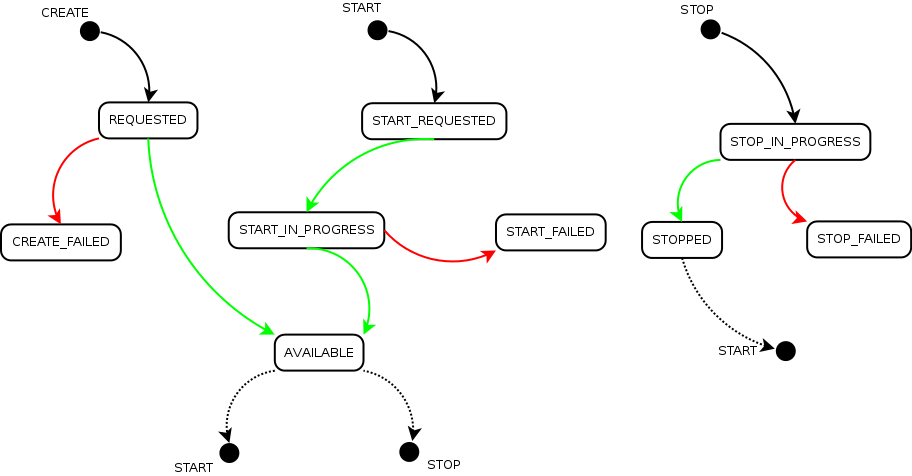 CREATE
START
STOP
REQUESTED
START_REQUESTED
STOP_IN_PROGRESS
CREATE_FAILED
START_IN_PROGRESS
START_FAILED
STOPPED
STOP_FAILED
AVAILABLE
START
START
STOP